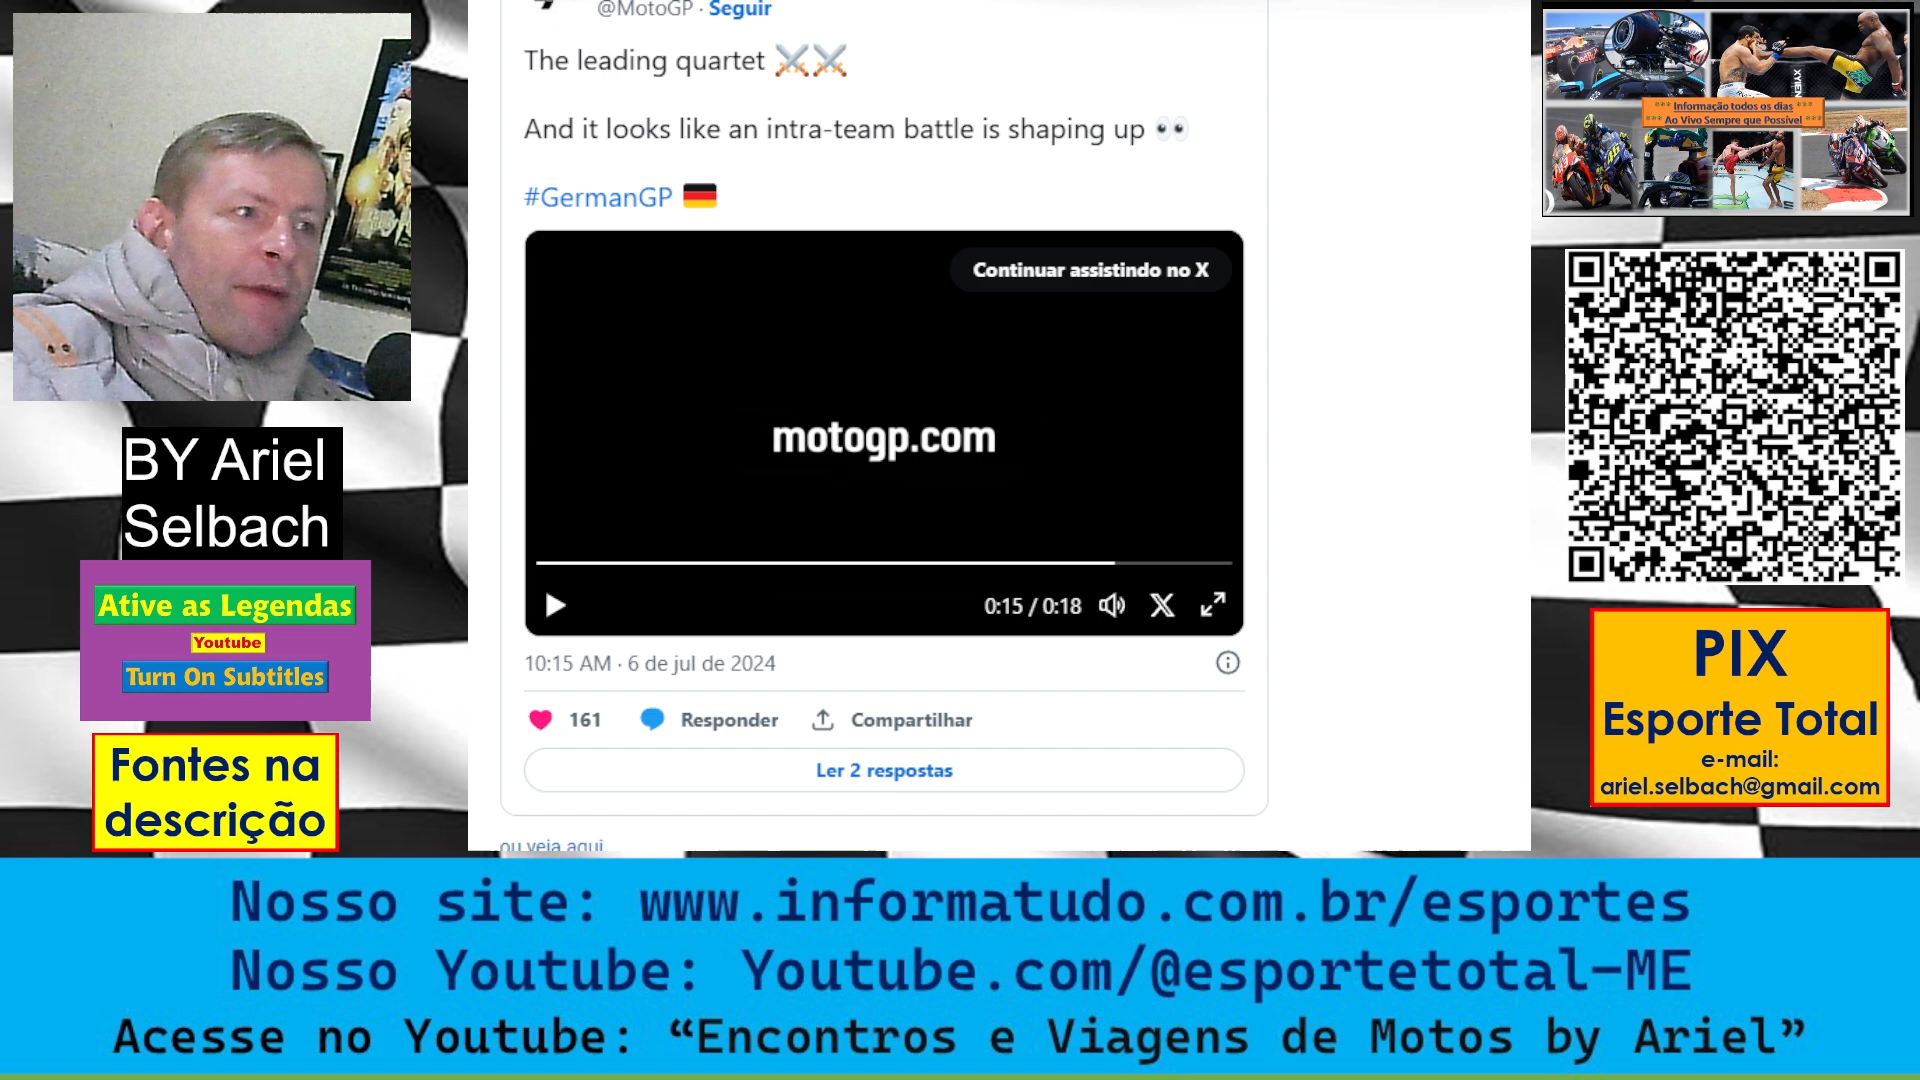 @MotoGP · Seguir
The leading quartet ⚔️⚔️
And it looks like an intra-team battle is shaping up 👀
#GermanGP 🇩🇪
Continuar assistindo no X
motogp.com
0:15 / 0:18
10:15 AM · 6 de jul de 2024
161 Responder Compartilhar
Ler 2 respostas
ou veja aqui
BY Ariel
Selbach
Ative as Legendas
Youtube
Turn On Subtitles
Fontes na
descrição
*** Informação todos os dias ***
*** Ao Vivo Sempre que Possível ***
PIX
Esporte Total
e-mail:
ariel.selbach@gmail.com
Nosso site: www.informatudo.com.br/esportes
Nosso Youtube: Youtube.com/@esportetotal-ME
Acesse no Youtube: “Encontros e Viagens de Motos by Ariel”